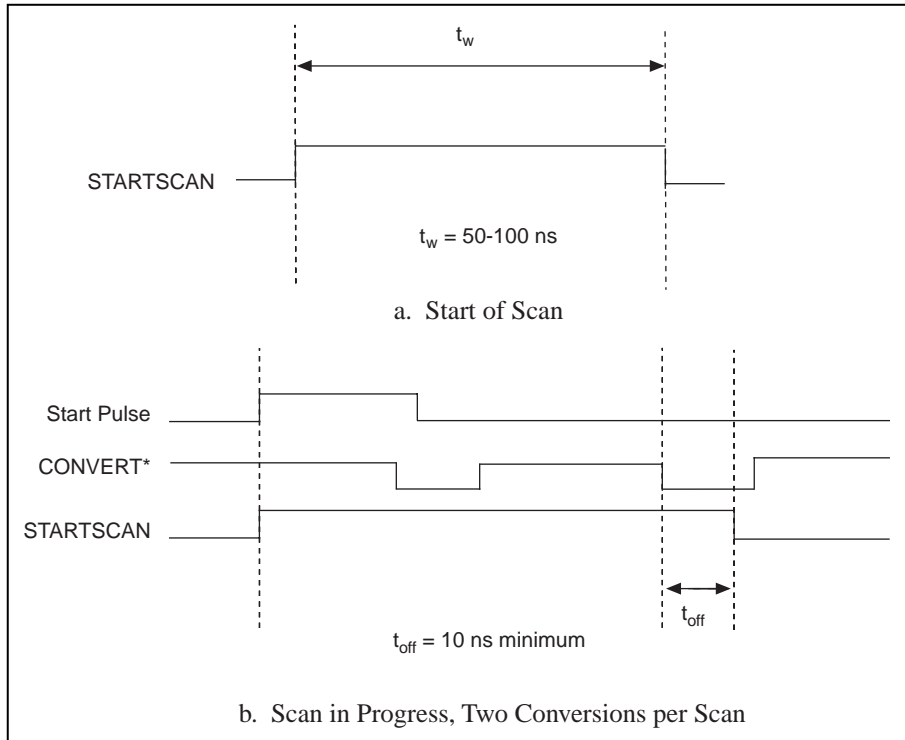 t_w
STARTSCAN
t_w = 50-100 ns
a. Start of Scan
Start Pulse
CONVERT*
STARTSCAN
t_off
t_off = 10 ns minimum
b. Scan in Progress, Two Conversions per Scan